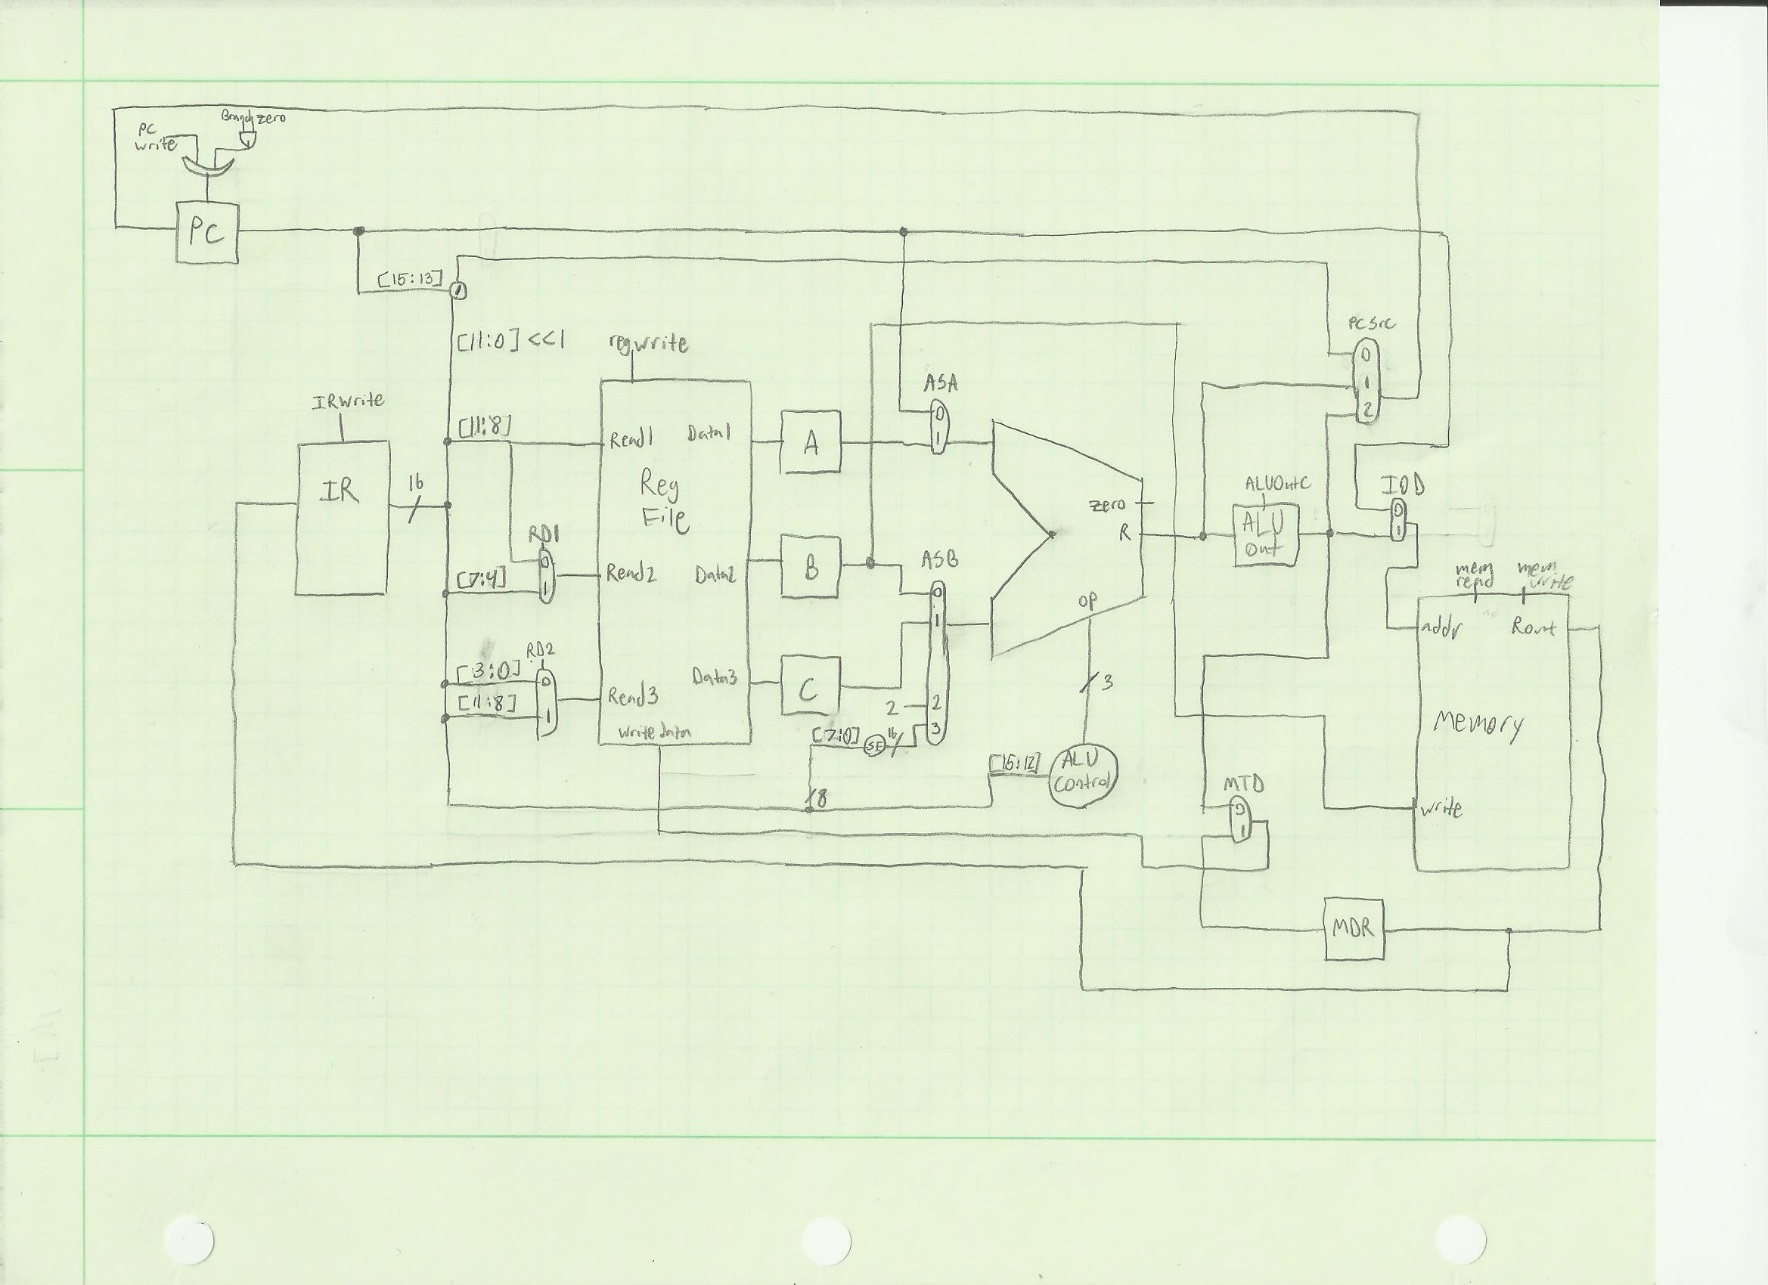 Branch zero
PC
write
PC
[15:13]
[11:0] <<1
regwrite
PCSrc
0
1
2
IRWrite
ASA
0
1
[11:8]
Read1
Data1
A
IR
16
Reg
File
zero
R
ALUOutC
ALU
Out
IOD
0
1
RD1
0
1
[7:4]
Read2
Data2
B
ASB
0
1
2
3
op
mem
read
mem
write
addr
Rout
RD2
0
1
[3:0]
[11:8]
Read3
Data3
C
2
write data
[7:0]
SE
16
3
8
[15:12]
ALU
Control
Memory
MTD
0
1
write
MDR